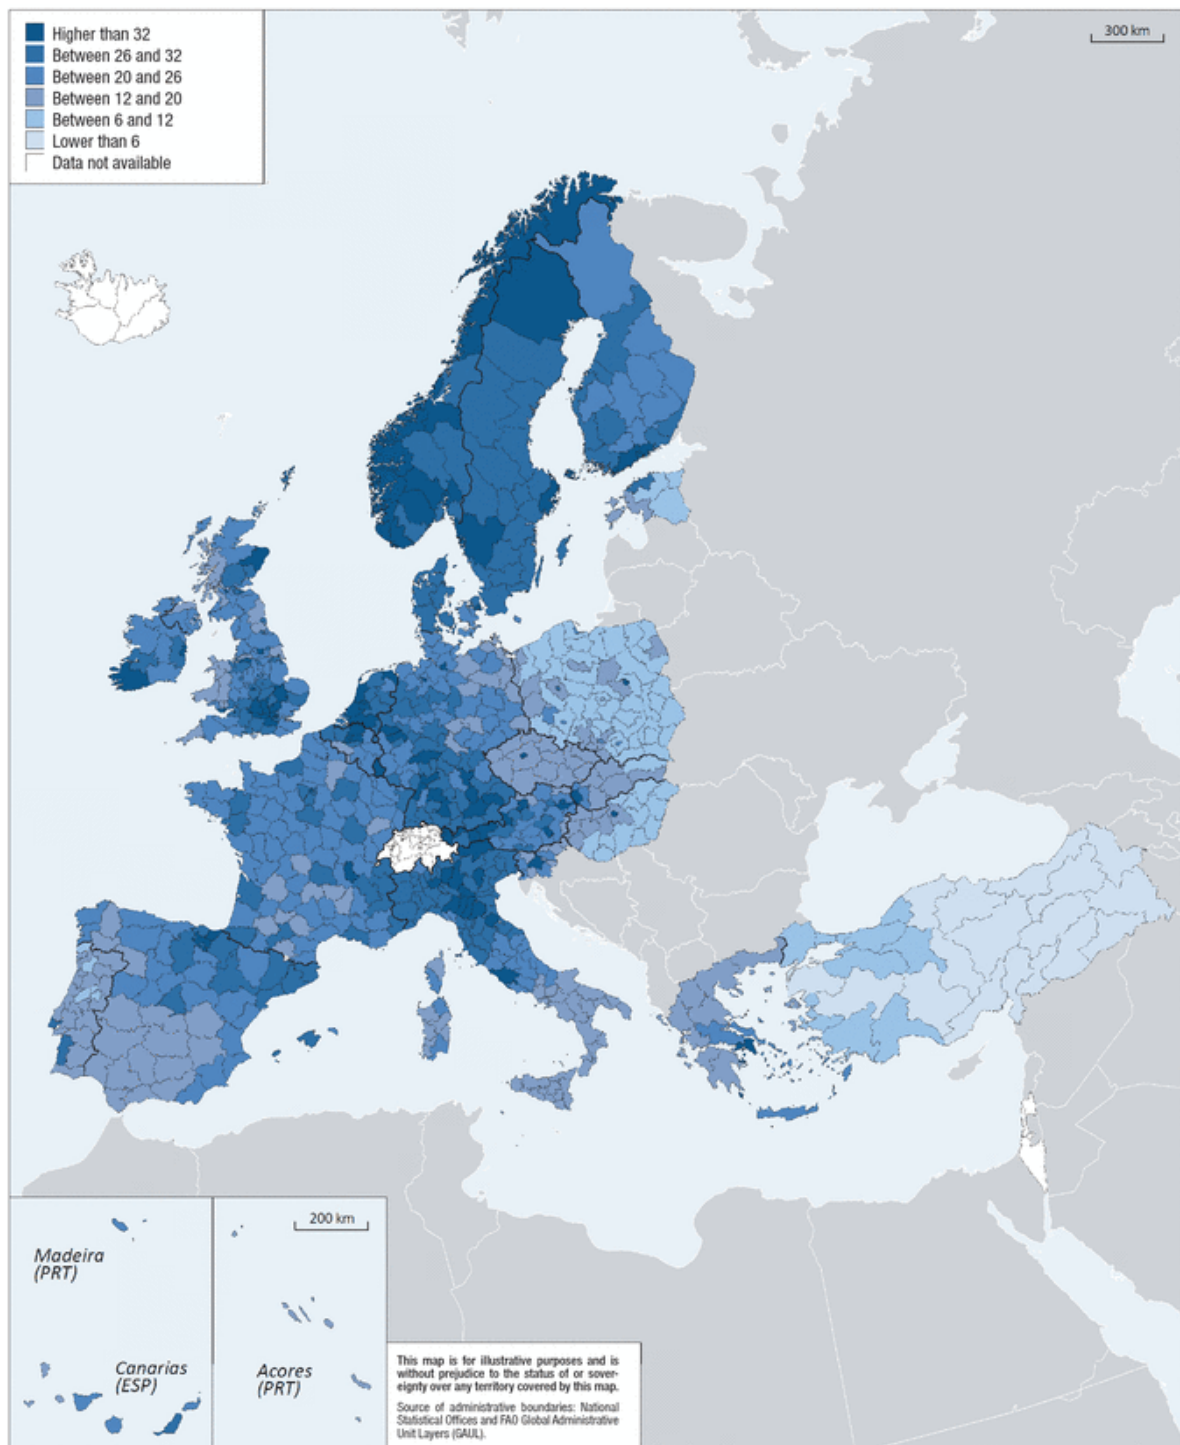 Higher than 32
Between 26 and 32
Between 20 and 26
Between 12 and 20
Between 6 and 12
Lower than 6
Data not available
300 km
200 km
Madeira
(PRT)
Canarias
(ESP)
Acores
(PRT)
This map is for illustrative purposes and is
without prejudice to the status of or sover-
eignty over any territory covered by this map.
Source of administrative boundaries: National
Statistical Offices and FAO Global Administrative
Unit Layers (GAUL).